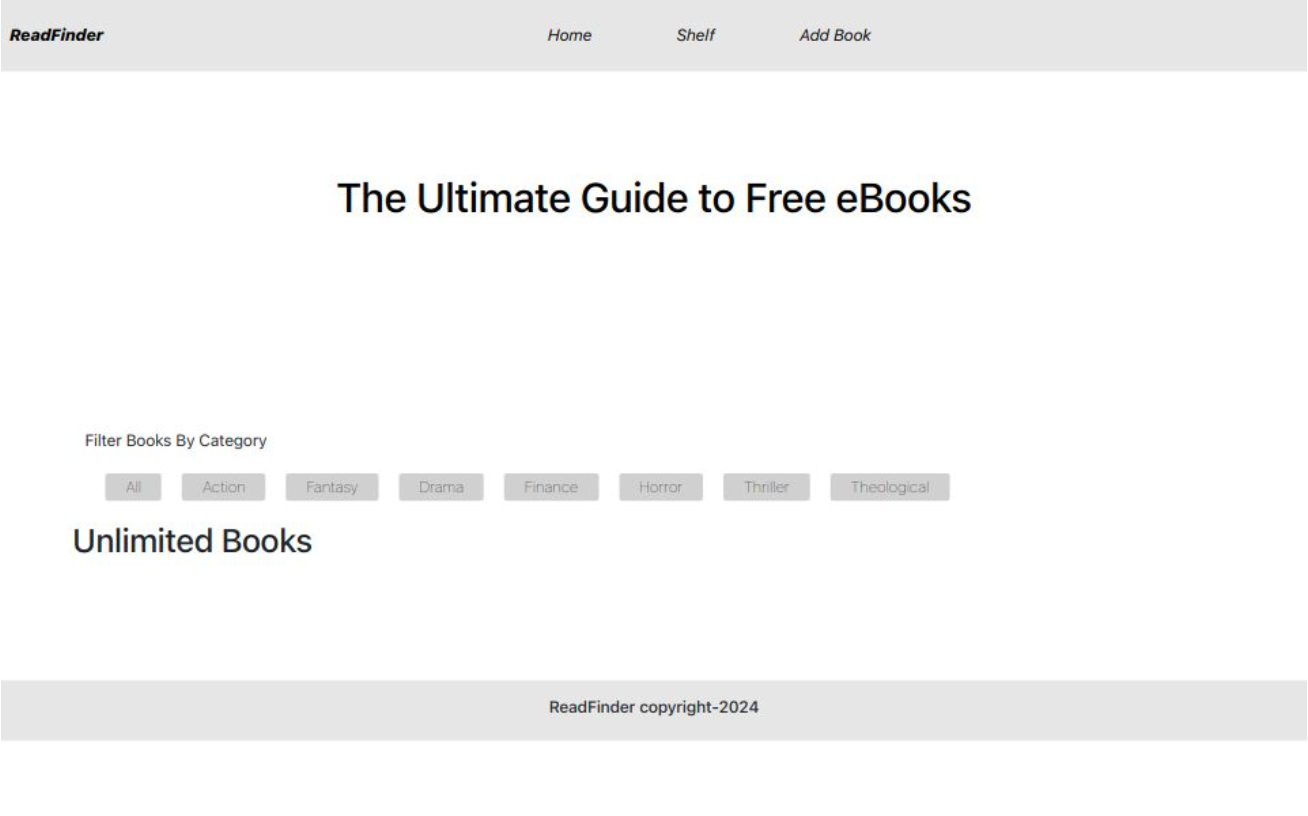 ReadFinder Home Shelf Add Book
The Ultimate Guide to Free eBooks
Filter Books By Category
All Action Fantasy Drama Finance Horror Thriller Theological
Unlimited Books
ReadFinder copyright-2024